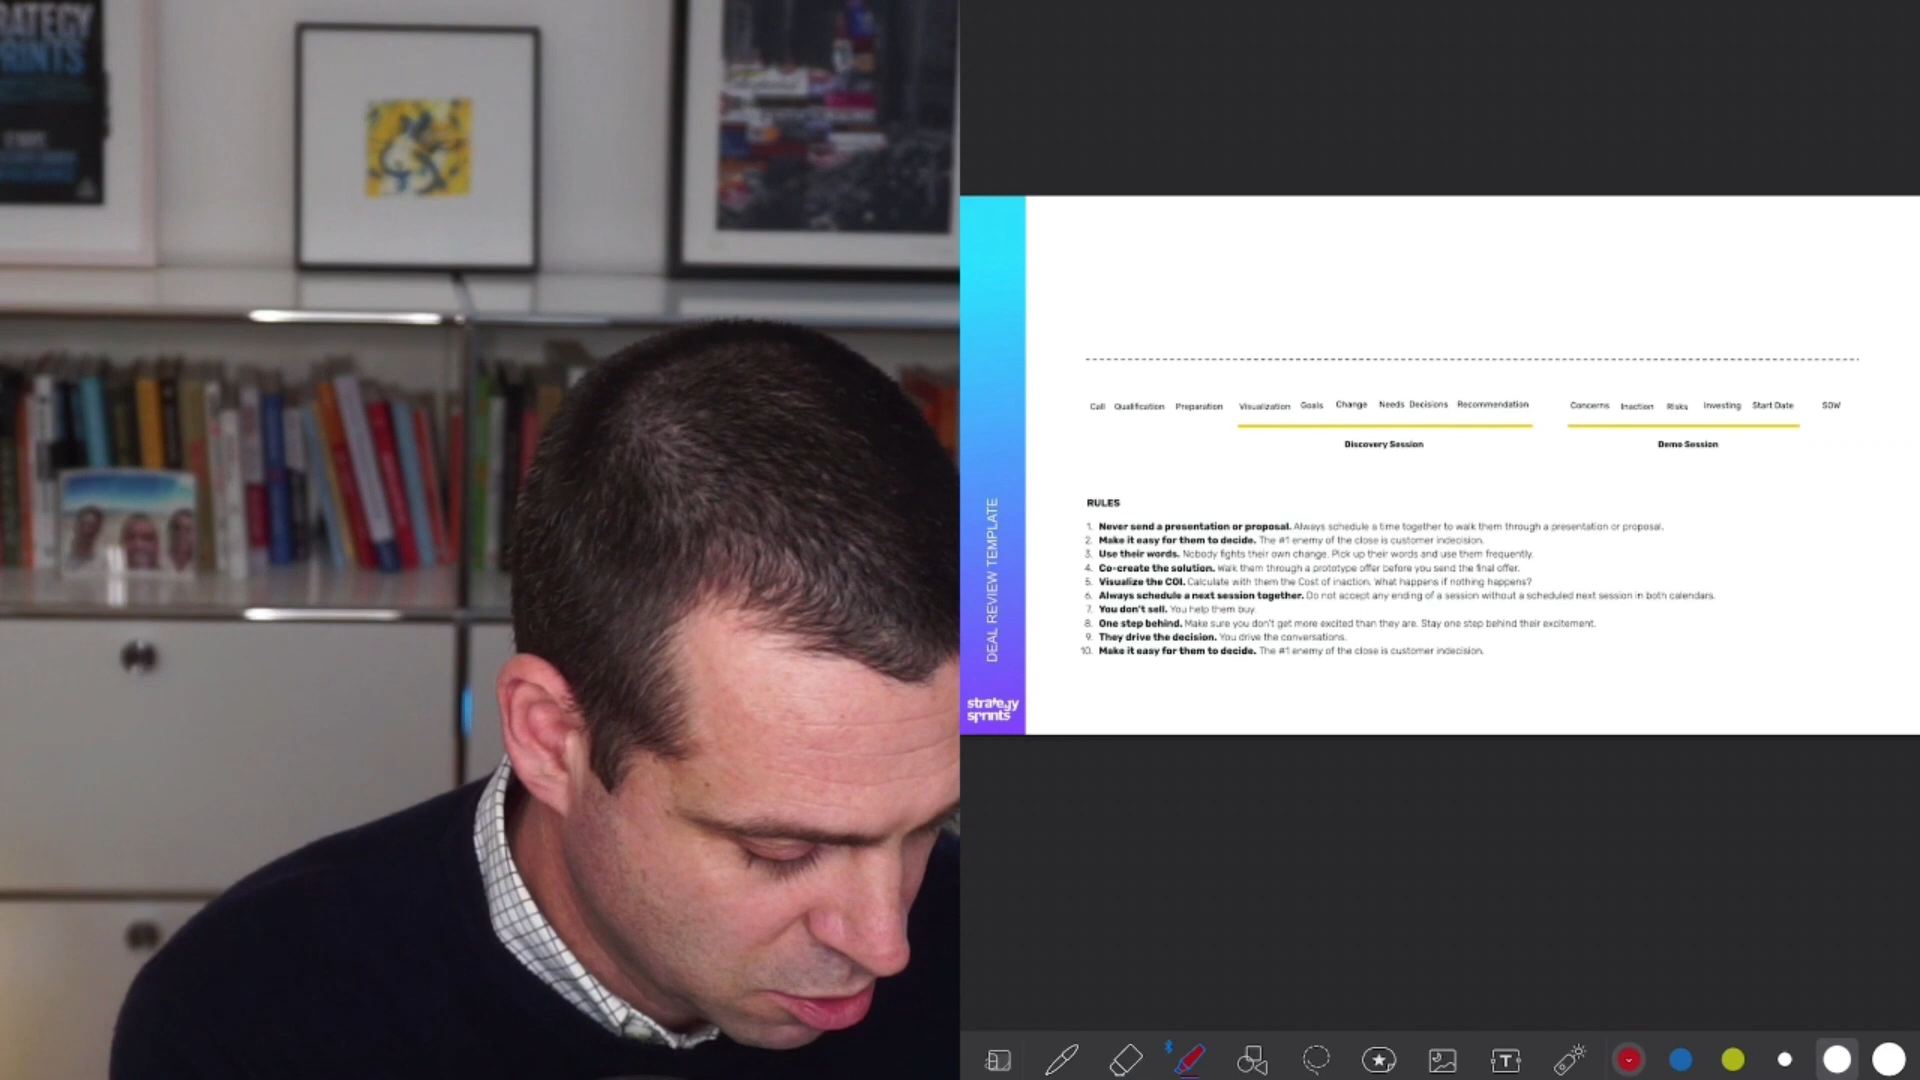 RATEGY
PRINTS
DEAL REVIEW TEMPLATE
strategy
sprints
Call Qualification Preparation Visualization Goals Change Needs Decisions Recommendation Concerns Inaction Risks Investing Start Date SOW
Discovery Session Demo Session
RULES
1. Never send a presentation or proposal. Always schedule a time together to walk them through a presentation or proposal.
2. Make it easy for them to decide. The #1 enemy of the close is customer indecision.
3. Use their words. Nobody fights their own change. Pick up their words and use them frequently.
4. Co-create the solution. Walk them through a prototype offer before you send the final offer.
5. Visualize the COI. Calculate with them the Cost of inaction. What happens if nothing happens?
6. Always schedule a next session together. Do not accept any ending of a session without a scheduled next session in both calendars.
7. You don't sell. You help them buy.
8. One step behind. Make sure you don't get more excited than they are. Stay one step behind their excitement.
9. They drive the decision. You drive the conversations.
10. Make it easy for them to decide. The #1 enemy of the close is customer indecision.
T